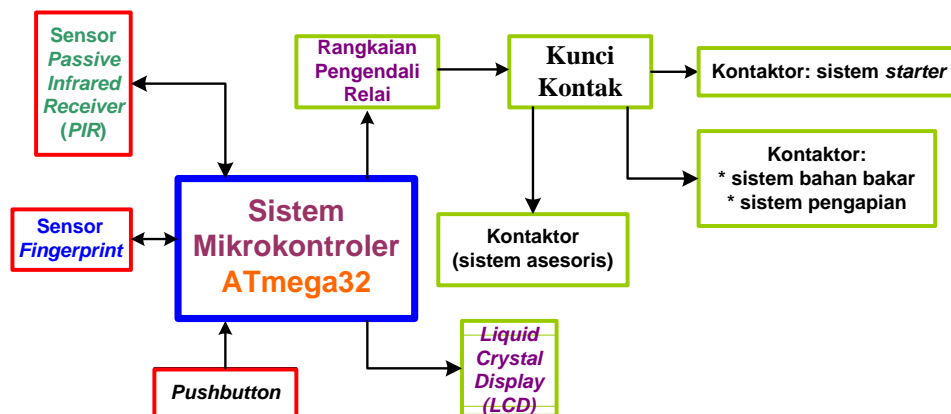 Sensor
Passive
Infrared
Receiver
(PIR)
Rangkaian
Pengendali
Relai
Kunci
Kontak
Kontaktor: sistem starter
Kontaktor:
* sistem bahan bakar
* sistem pengapian
Sensor
Fingerprint
Sistem
Mikrokontroler
ATmega32
Kontaktor
(sistem asesoris)
Pushbutton
Liquid
Crystal
Display
(LCD)